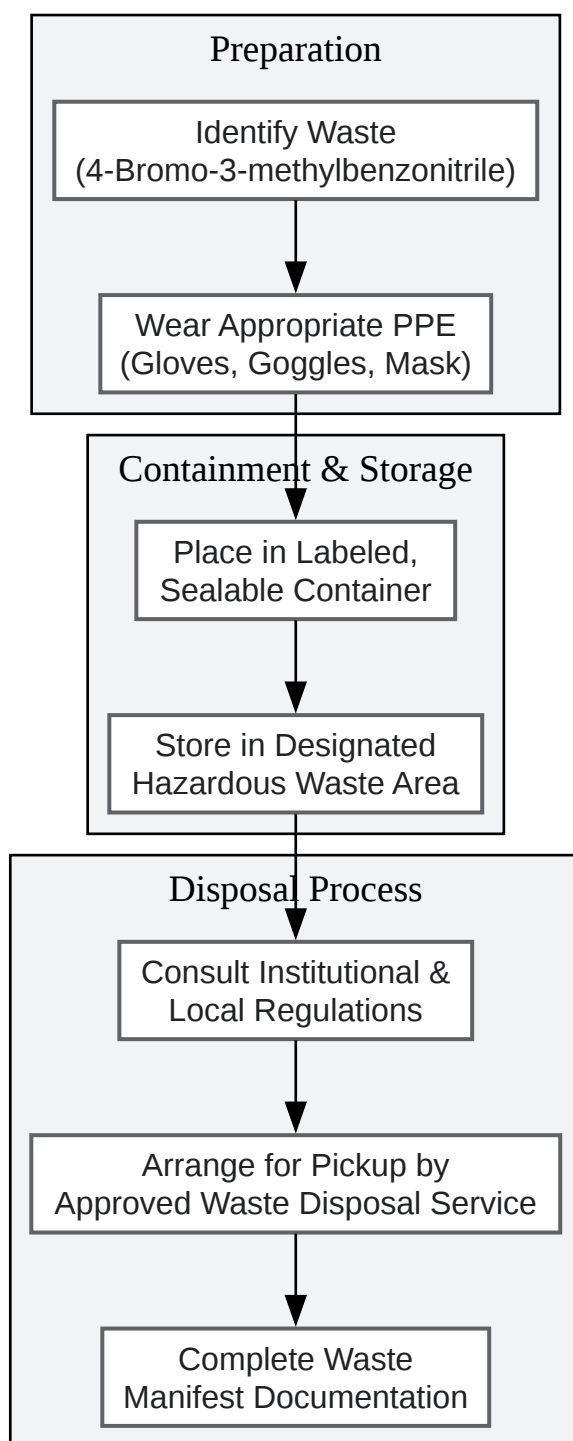 Preparation
Identify Waste
(4-Bromo-3-methylbenzonitrile)
Wear Appropriate PPE
(Gloves, Goggles, Mask)
Containment & Storage
Place in Labeled,
Sealable Container
Store in Designated
Hazardous Waste Area
Disposal Process
Consult Institutional &
Local Regulations
Arrange for Pickup by
Approved Waste Disposal Service
Complete Waste
Manifest Documentation